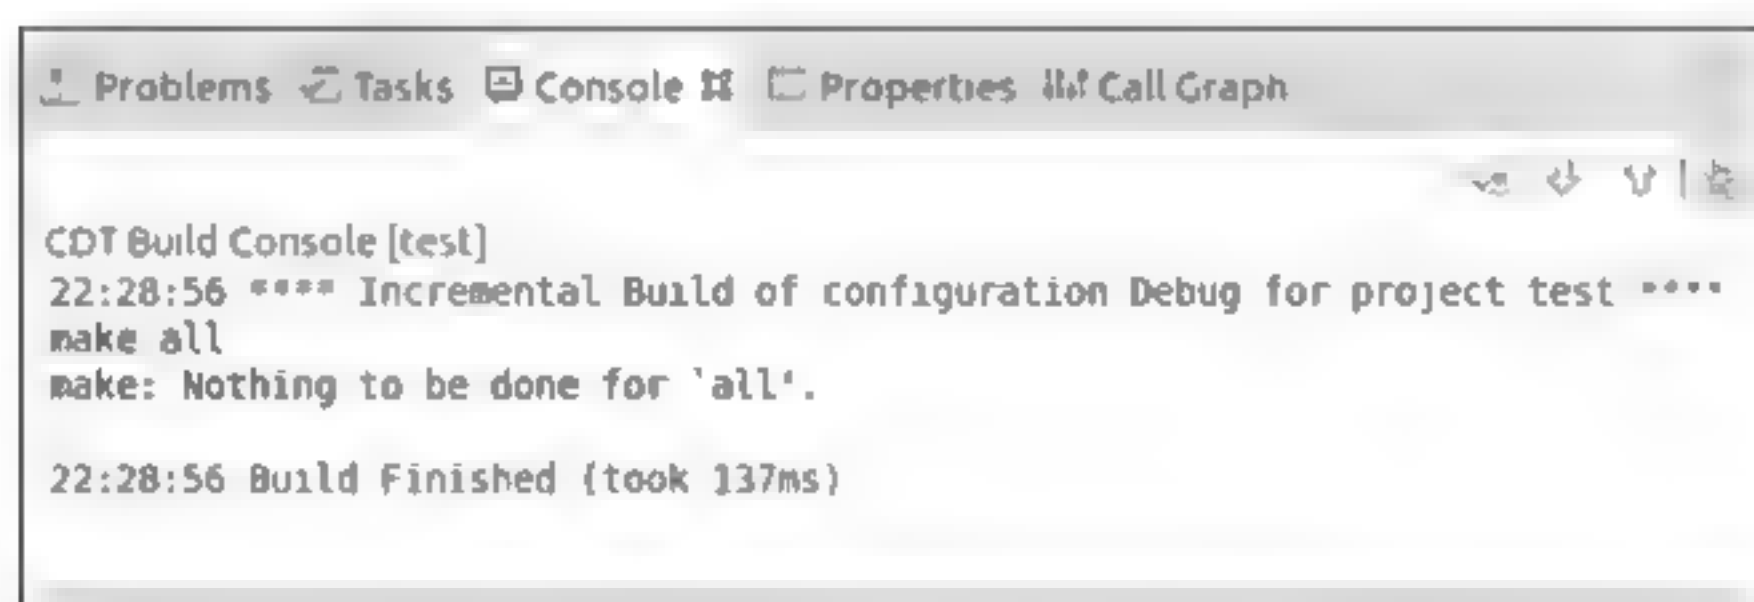 Problems Tasks Console Properties Call Graph
CDT Build Console [test]
22:28:56 **** Incremental Build of configuration Debug for project test ****
make all
make: Nothing to be done for `all'.
22:28:56 Build Finished (took 137ms)